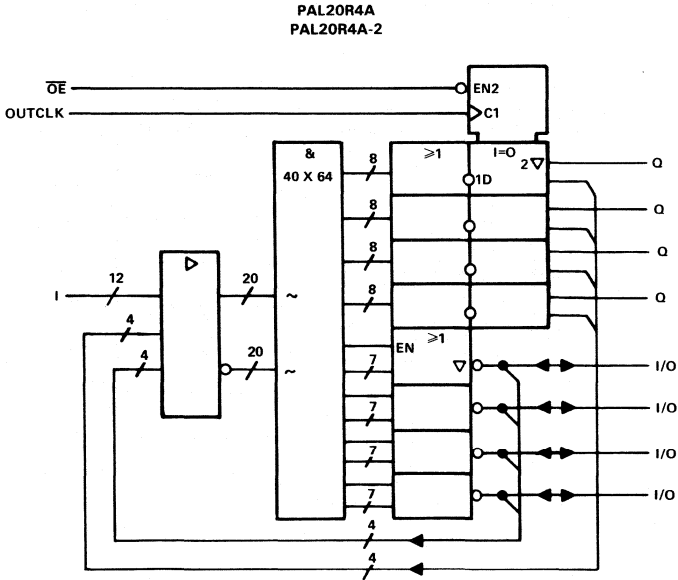 PAL20R4A
PAL20R4A-2
OE
EN2
OUTCLK
C1
&
40 X 64
8
≥1
I=O
2
Q
1D
8
Q
8
Q
8
Q
I
12
20
~
4
4
20
~
EN
≥1
7
I/O
7
I/O
7
I/O
7
I/O
4
4